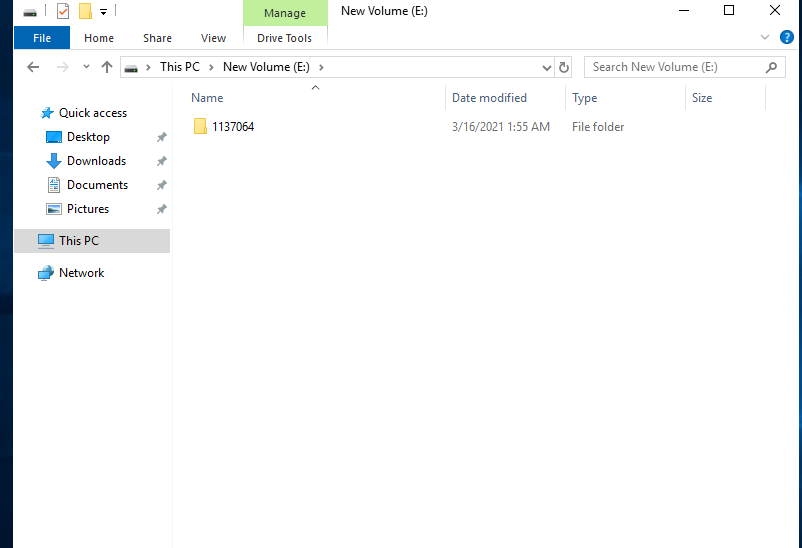 Manage New Volume (E:)
File Home Share View Drive Tools
This PC New Volume (E:) Search New Volume (E:)
Name Date modified Type Size
Quick access
1137064 3/16/2021 1:55 AM File folder
Desktop
Downloads
Documents
Pictures
This PC
Network